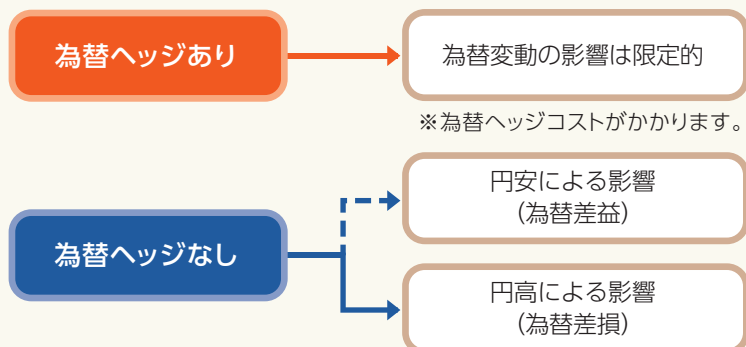 為替ヘッジあり
為替変動の影響は限定的
※為替ヘッジコストがかかります。
為替ヘッジなし
円安による影響
(為替差益)
円高による影響
(為替差損)